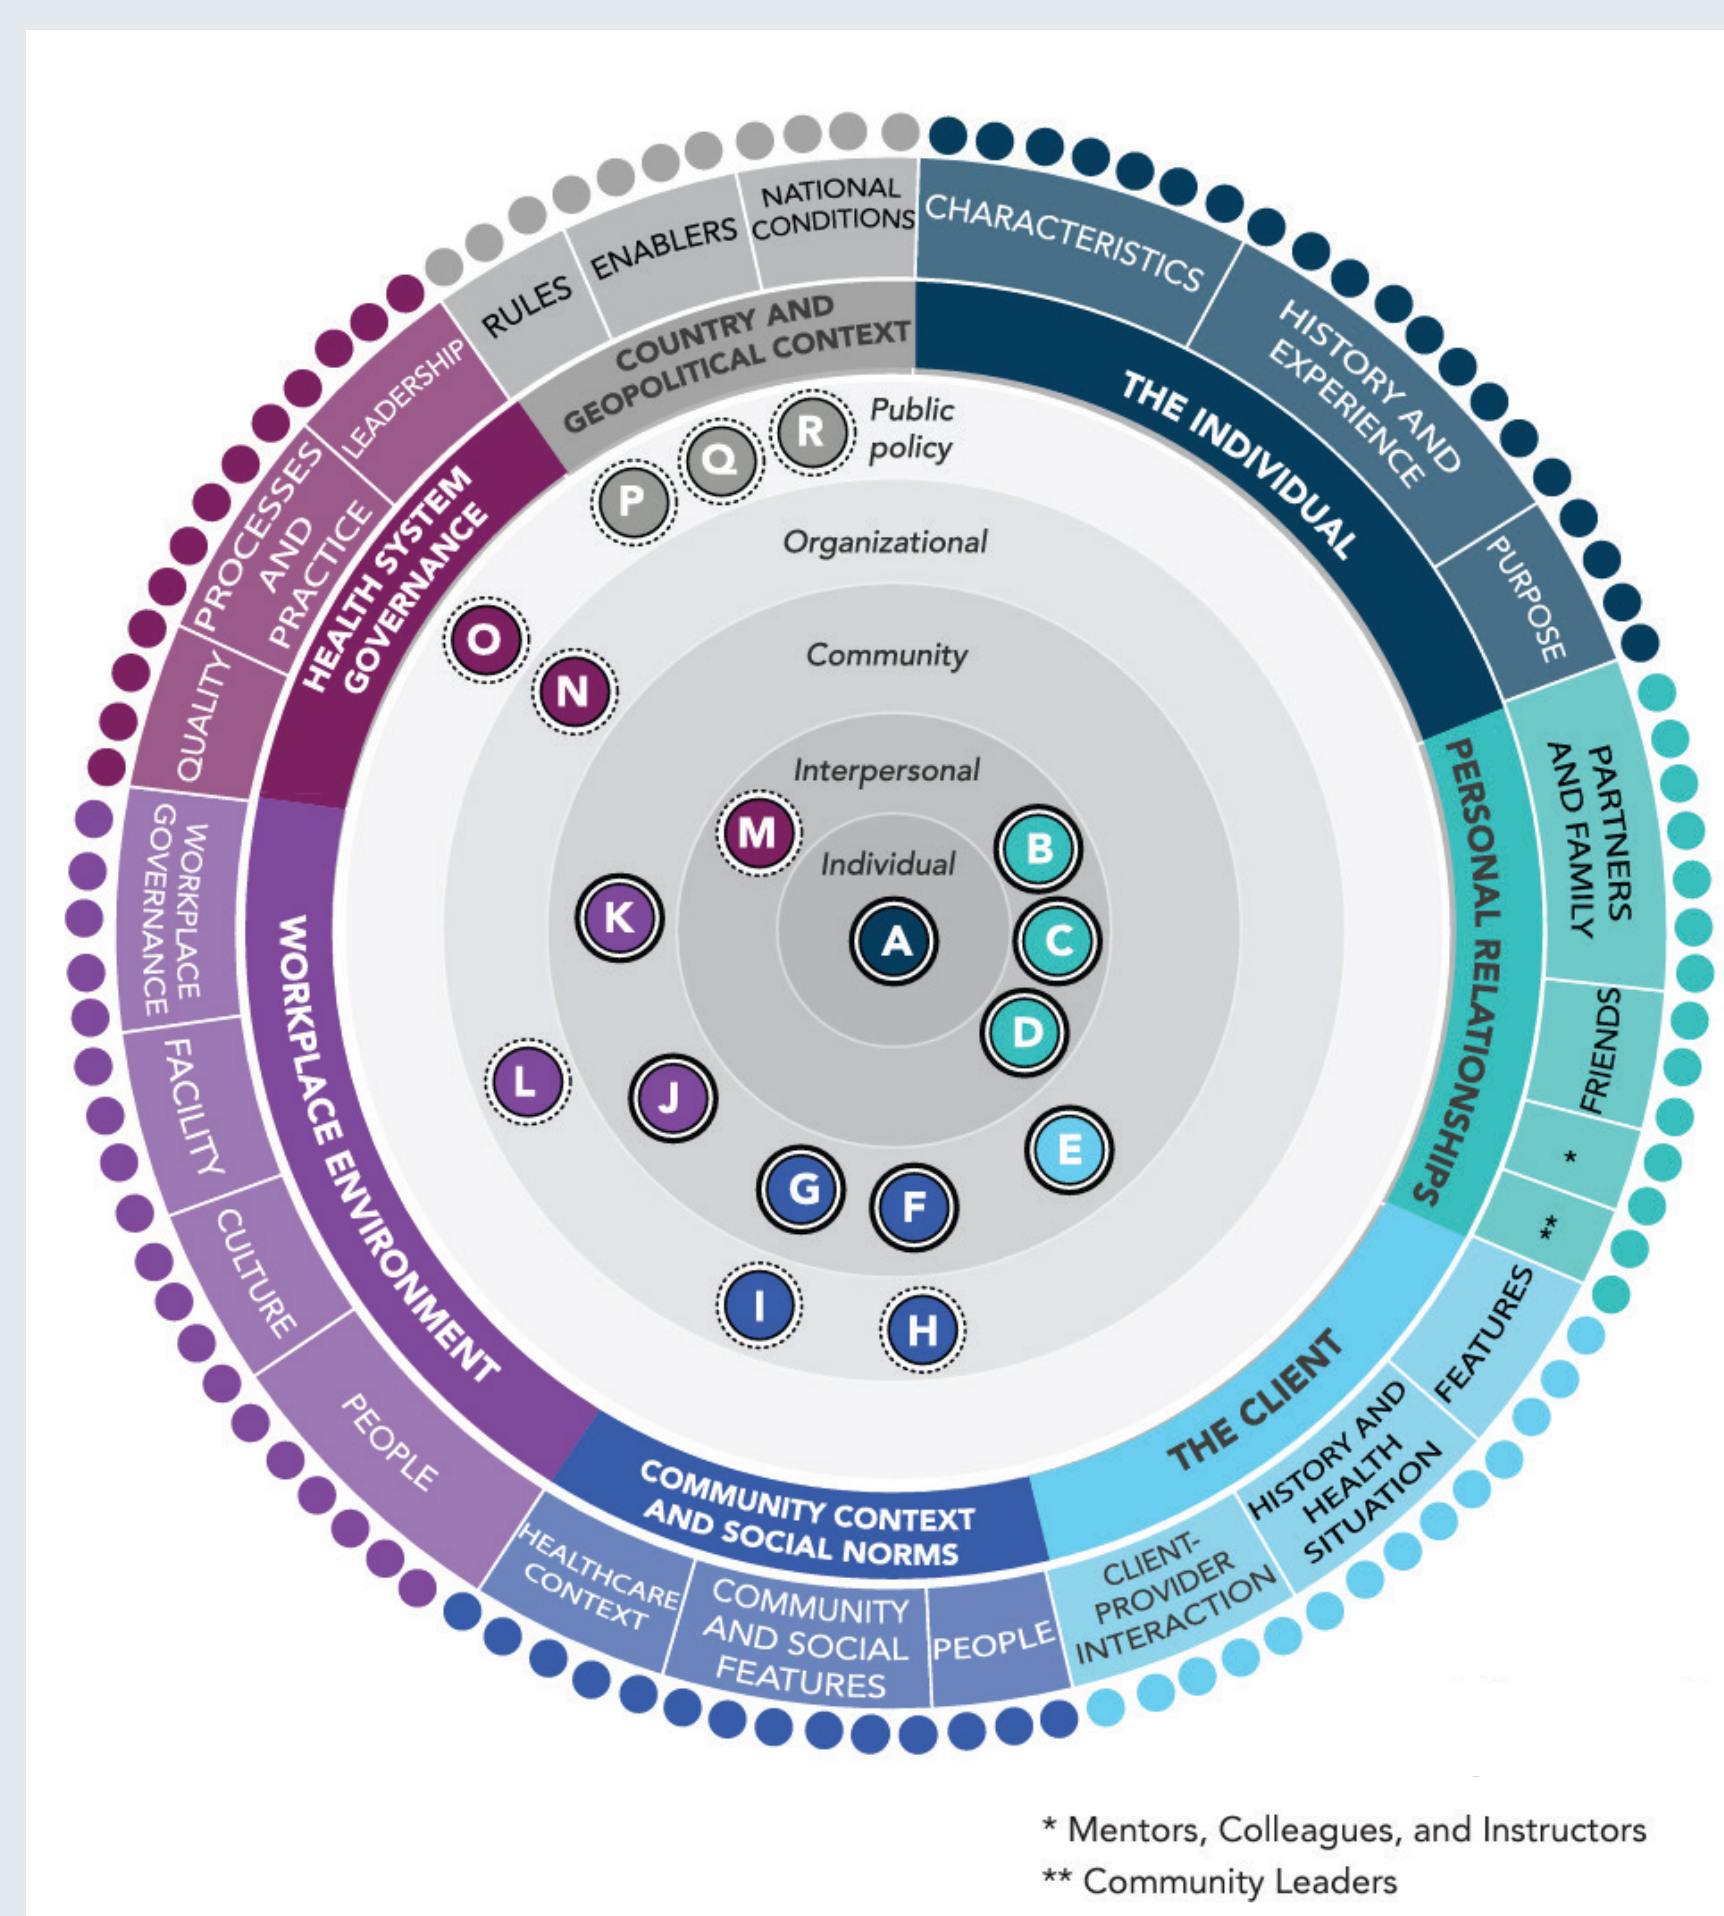 NATIONAL
CONDITIONS
ENABLERS
RULES
COUNTRY AND
GEOPOLITICAL CONTEXT
CHARACTERISTICS
HISTORY AND
EXPERIENCE
PURPOSE
THE INDIVIDUAL
PARTNERS
AND FAMILY
FRIENDS
*
**
PERSONAL RELATIONSHIPS
FEATURES
HISTORY AND
HEALTH
SITUATION
CLIENT-
PROVIDER
INTERACTION
THE CLIENT
PEOPLE
COMMUNITY
AND SOCIAL
FEATURES
HEALTHCARE
CONTEXT
COMMUNITY CONTEXT
AND SOCIAL NORMS
PEOPLE
CULTURE
FACILITY
WORKPLACE
GOVERNANCE
WORKPLACE ENVIRONMENT
QUALITY
PROCESSES
AND
PRACTICE
LEADERSHIP
HEALTH SYSTEM
GOVERNANCE
Public
policy
R
Q
P
Organizational
O
N
Community
Interpersonal
M
B
Individual
K
A
C
D
L
J
E
G
F
I
H
* Mentors, Colleagues, and Instructors
** Community Leaders